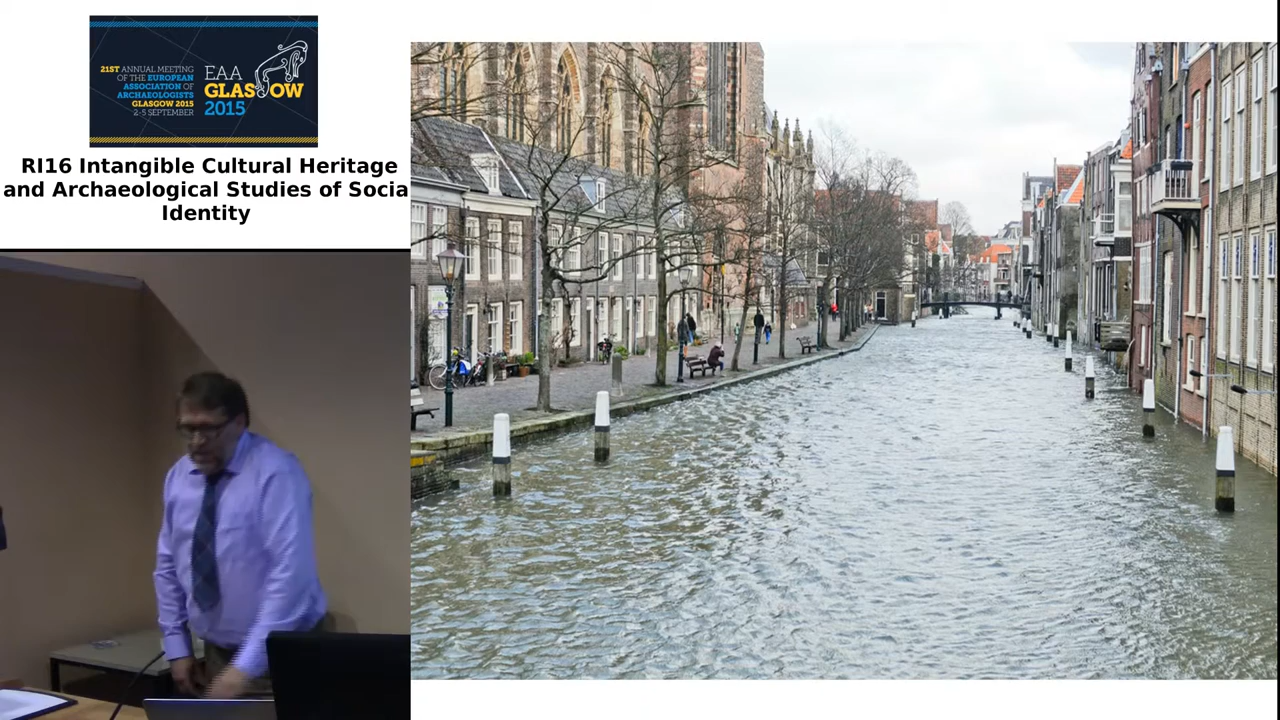 21ST ANNUAL MEETING
OF THE EUROPEAN
ASSOCIATION OF
ARCHAEOLOGISTS
GLASGOW 2015
2-5 SEPTEMBER
EAA
GLASGOW
2015
RI16 Intangible Cultural Heritage
and Archaeological Studies of Socia
Identity